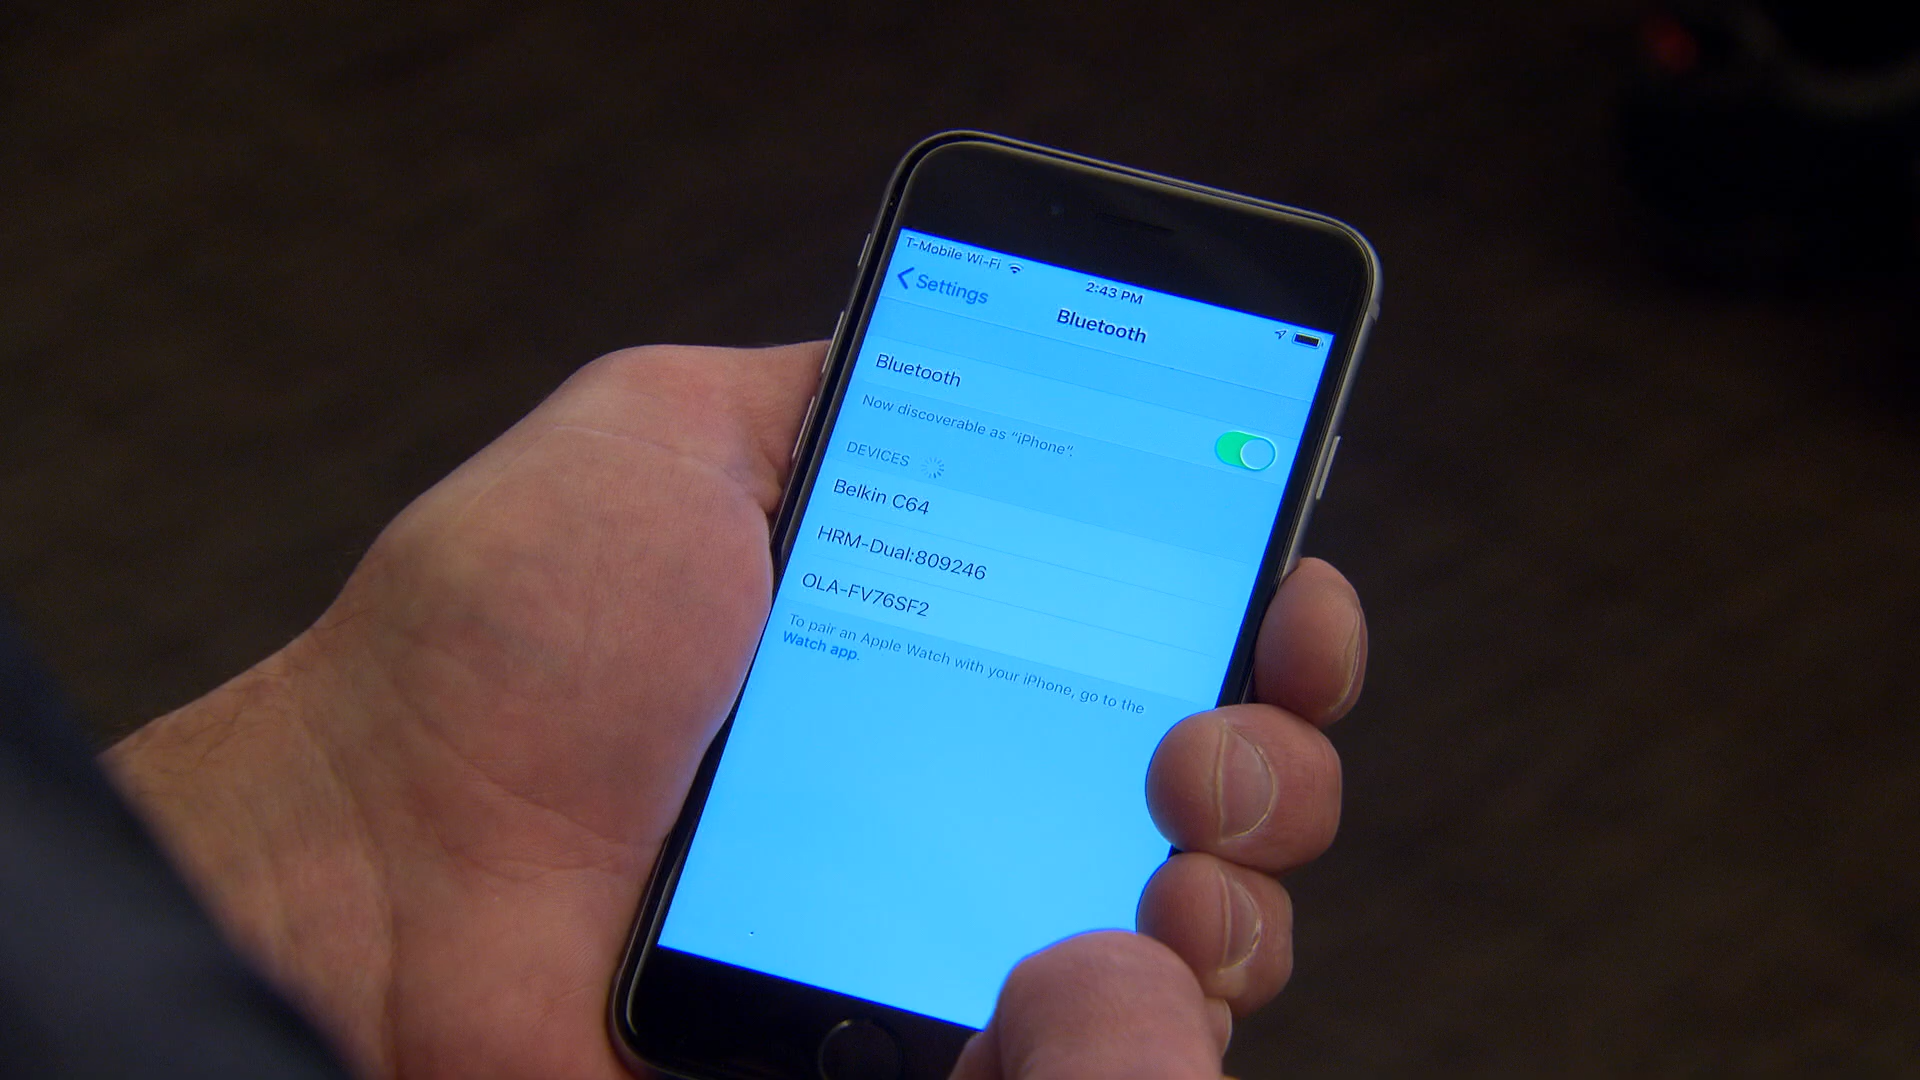 T-Mobile Wi-Fi
2:43 PM
Settings
Bluetooth
Bluetooth
Now discoverable as “iPhone”.
DEVICES
Belkin C64
HRM-Dual:809246
OLA-FV76SF2
To pair an Apple Watch with your iPhone, go to the
Watch app.